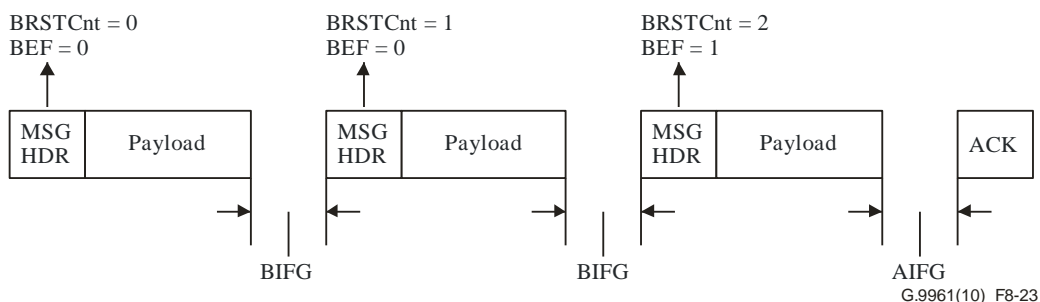 BRSTCnt = 0
BEF = 0
BRSTCnt = 1
BEF = 0
BRSTCnt = 2
BEF = 1
MSG
HDR
Payload
MSG
HDR
Payload
MSG
HDR
Payload
ACK
BIFG
BIFG
AIFG
G.9961(10)_F8-23